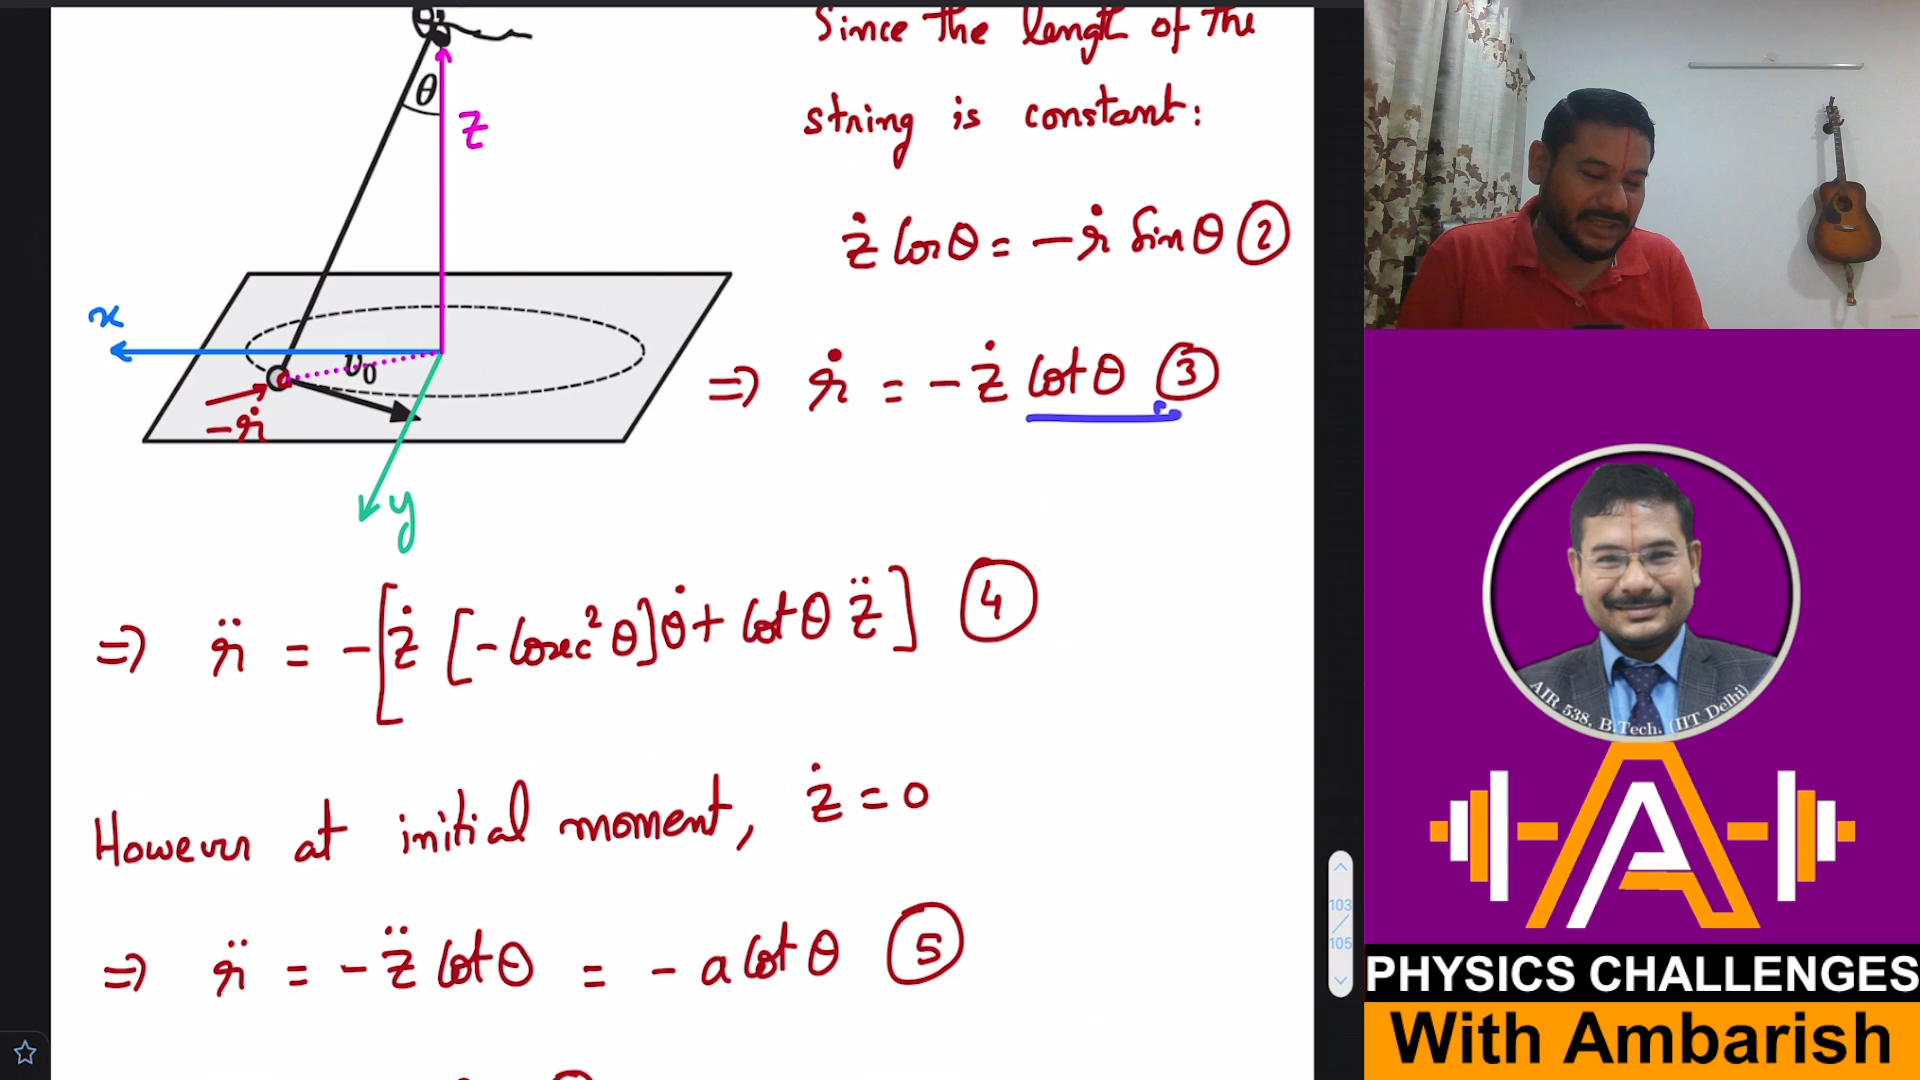 Since the length of the
string is constant:
θ
z
ż Cosθ = -ṙ Sinθ ②
x
v₀
⇒ ṙ = -ż Cotθ ③
-ṙ
y
⇒ r̈ = -[ż [-Cosec²θ]θ̇ + Cotθ z̈] ④
However at initial moment, ż = 0
⇒ r̈ = -z̈ Cotθ = -a Cotθ ⑤
103
/
105
AIR 538, B.Tech. (IIT Delhi)
A
PHYSICS CHALLENGES
With Ambarish